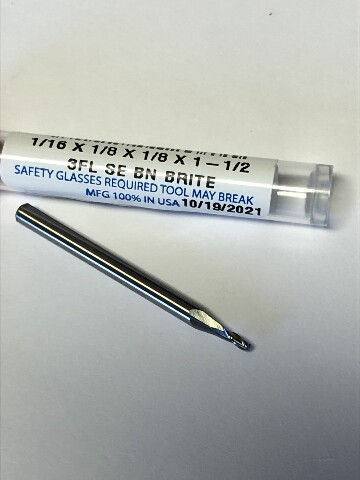 1/16 X 1/8 X 1/8 X 1-1/2
3FL SE BN BRITE
SAFETY GLASSES REQUIRED TOOL MAY BREAK
MFG 100% IN USA 10/19/2021